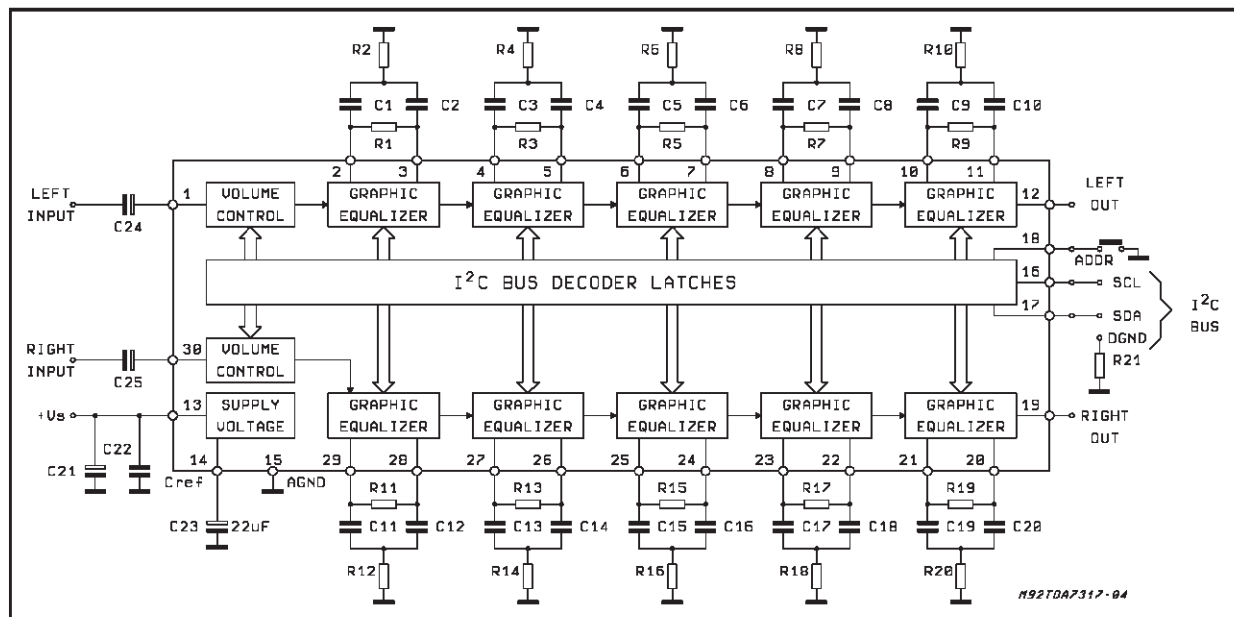 R2 R4 R6 R8 R10
C1 C2 C3 C4 C5 C6 C7 C8 C9 C10
R1 R3 R5 R7 R9
2 3 4 5 6 7 8 9 10 11
LEFT
INPUT
C24
1
VOLUME
CONTROL
GRAPHIC
EQUALIZER
GRAPHIC
EQUALIZER
GRAPHIC
EQUALIZER
GRAPHIC
EQUALIZER
GRAPHIC
EQUALIZER
12
LEFT
OUT
18
ADDR
I²C BUS DECODER LATCHES
16
SCL
17
SDA
DGND
R21
I²C
BUS
RIGHT
INPUT
C25
30
VOLUME
CONTROL
+Vs
13
SUPPLY
VOLTAGE
GRAPHIC
EQUALIZER
GRAPHIC
EQUALIZER
GRAPHIC
EQUALIZER
GRAPHIC
EQUALIZER
GRAPHIC
EQUALIZER
19
RIGHT
OUT
C21 C22
14 15 29 28 27 26 25 24 23 22 21 20
Cref AGND
R11 R13 R15 R17 R19
C23 22uF
C11 C12 C13 C14 C15 C16 C17 C18 C19 C20
R12 R14 R16 R18 R20
M92TDA7317-04